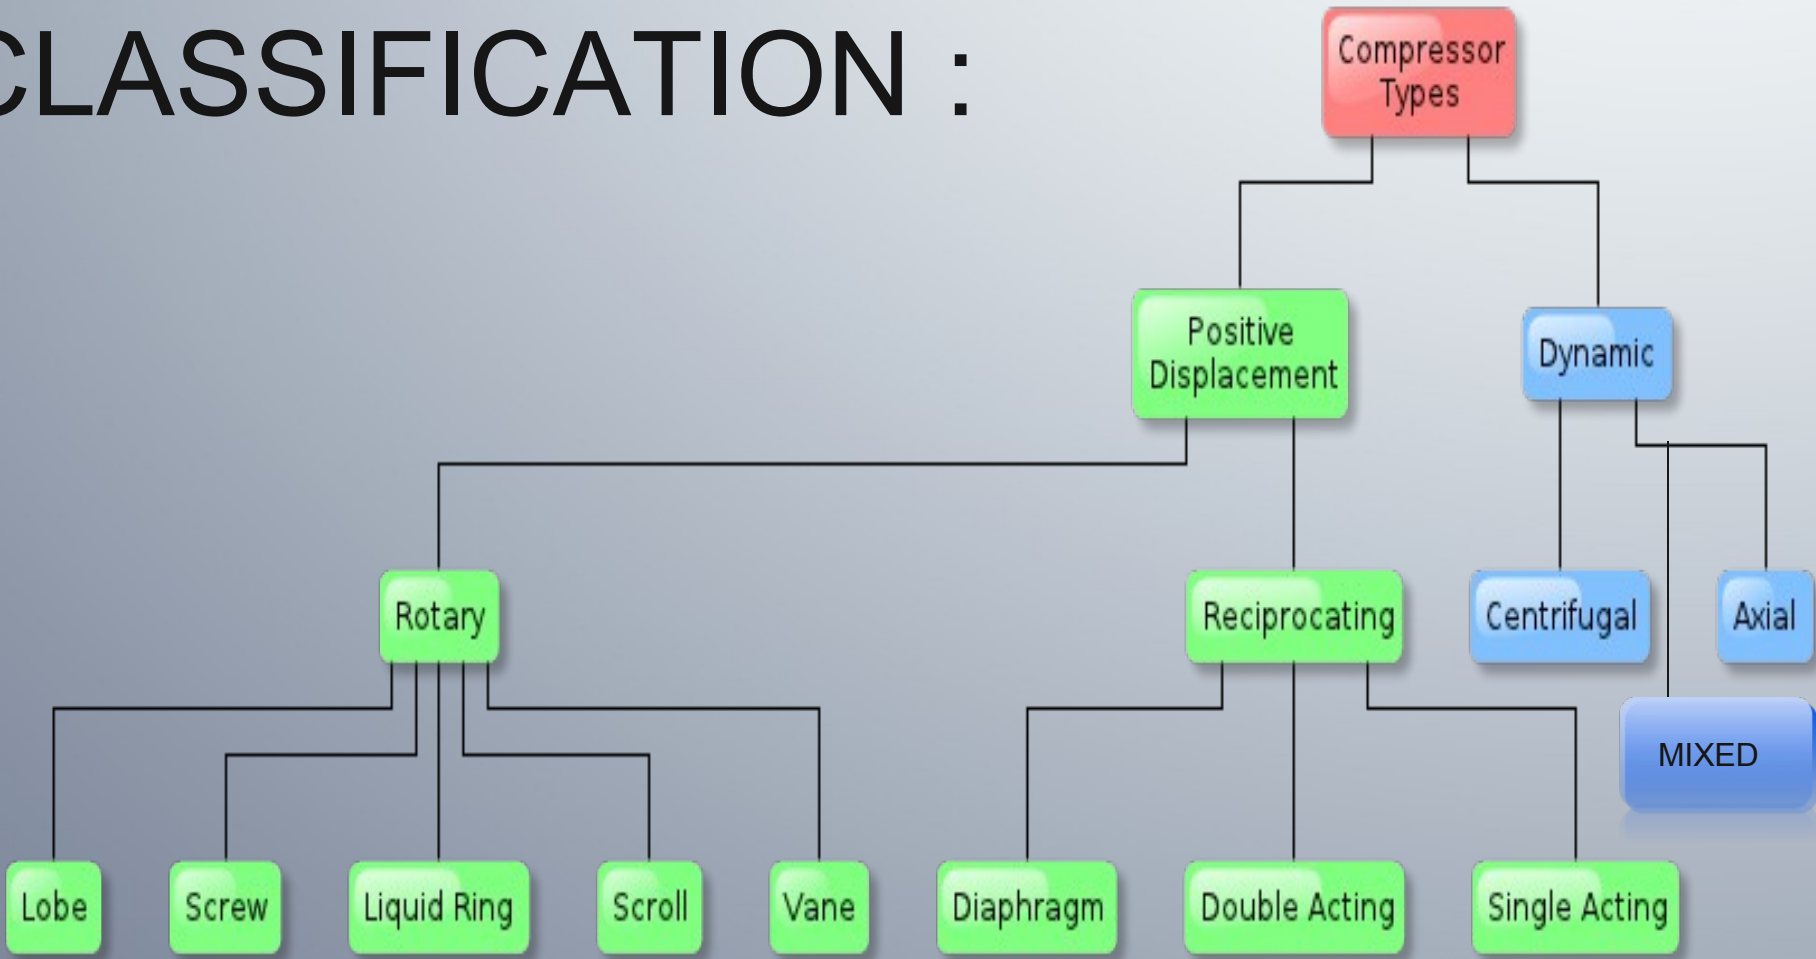 CLASSIFICATION :
Compressor
Types
Positive
Displacement
Dynamic
Rotary
Reciprocating
Centrifugal
Axial
MIXED
Lobe
Screw
Liquid Ring
Scroll
Vane
Diaphragm
Double Acting
Single Acting